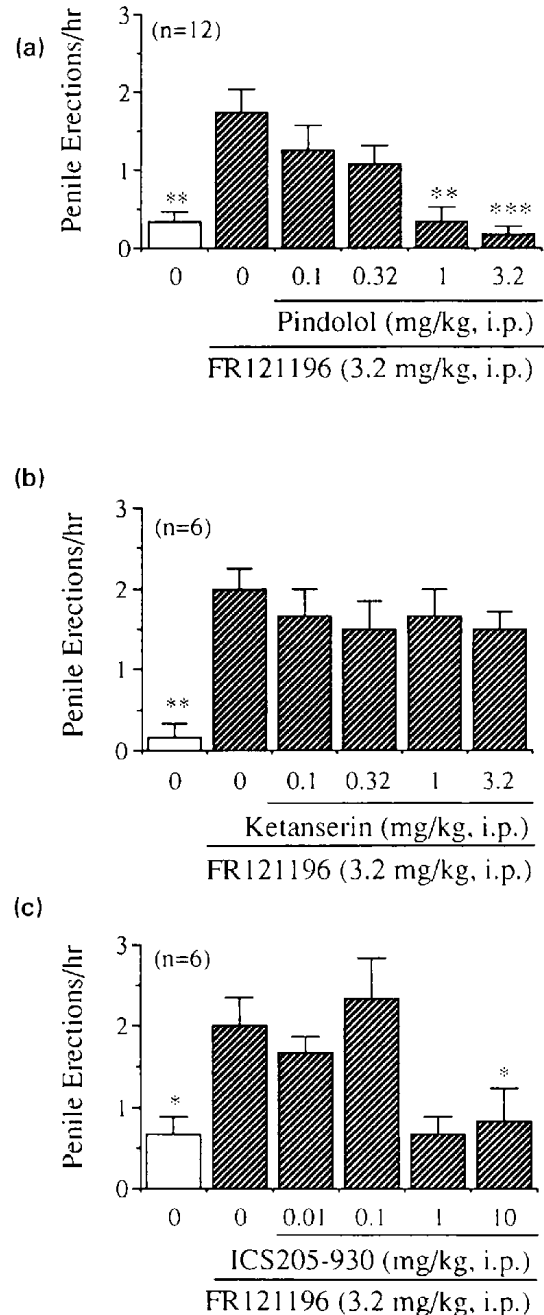 (a)
(n=12)
Penile Erections/hr
3
2
1
0
** ** ***
0 0 0.1 0.32 1 3.2
Pindolol (mg/kg, i.p.)
FR121196 (3.2 mg/kg, i.p.)
(b)
(n=6)
Penile Erections/hr
3
2
1
0
**
0 0 0.1 0.32 1 3.2
Ketanserin (mg/kg, i.p.)
FR121196 (3.2 mg/kg, i.p.)
(c)
(n=6)
Penile Erections/hr
3
2
1
0
* *
0 0 0.01 0.1 1 10
ICS205-930 (mg/kg, i.p.)
FR121196 (3.2 mg/kg, i.p.)